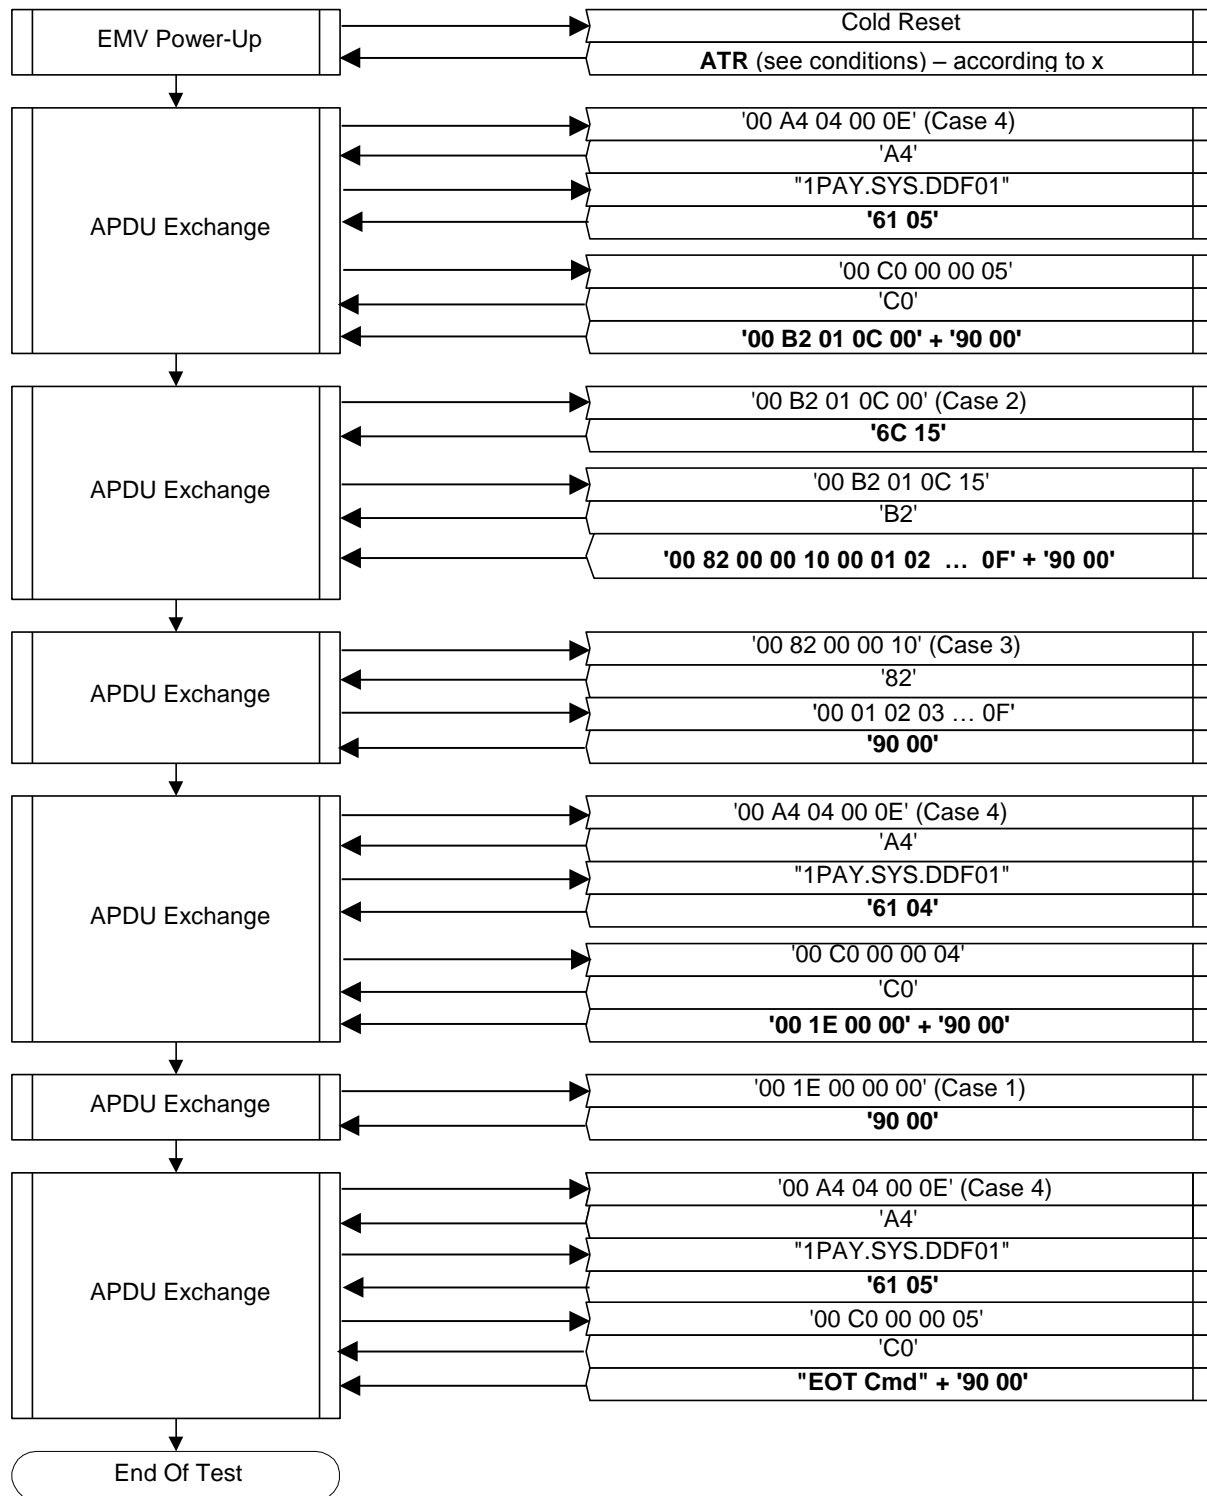 EMV Power-Up
Cold Reset
ATR (see conditions) – according to x
APDU Exchange
'00 A4 04 00 0E' (Case 4)
'A4'
"1PAY.SYS.DDF01"
'61 05'
'00 C0 00 00 05'
'C0'
'00 B2 01 0C 00' + '90 00'
APDU Exchange
'00 B2 01 0C 00' (Case 2)
'6C 15'
'00 B2 01 0C 15'
'B2'
'00 82 00 00 10 00 01 02 … 0F' + '90 00'
APDU Exchange
'00 82 00 00 10' (Case 3)
'82'
'00 01 02 03 … 0F'
'90 00'
APDU Exchange
'00 A4 04 00 0E' (Case 4)
'A4'
"1PAY.SYS.DDF01"
'61 04'
'00 C0 00 00 04'
'C0'
'00 1E 00 00' + '90 00'
APDU Exchange
'00 1E 00 00 00' (Case 1)
'90 00'
APDU Exchange
'00 A4 04 00 0E' (Case 4)
'A4'
"1PAY.SYS.DDF01"
'61 05'
'00 C0 00 00 05'
'C0'
"EOT Cmd" + '90 00'
End Of Test